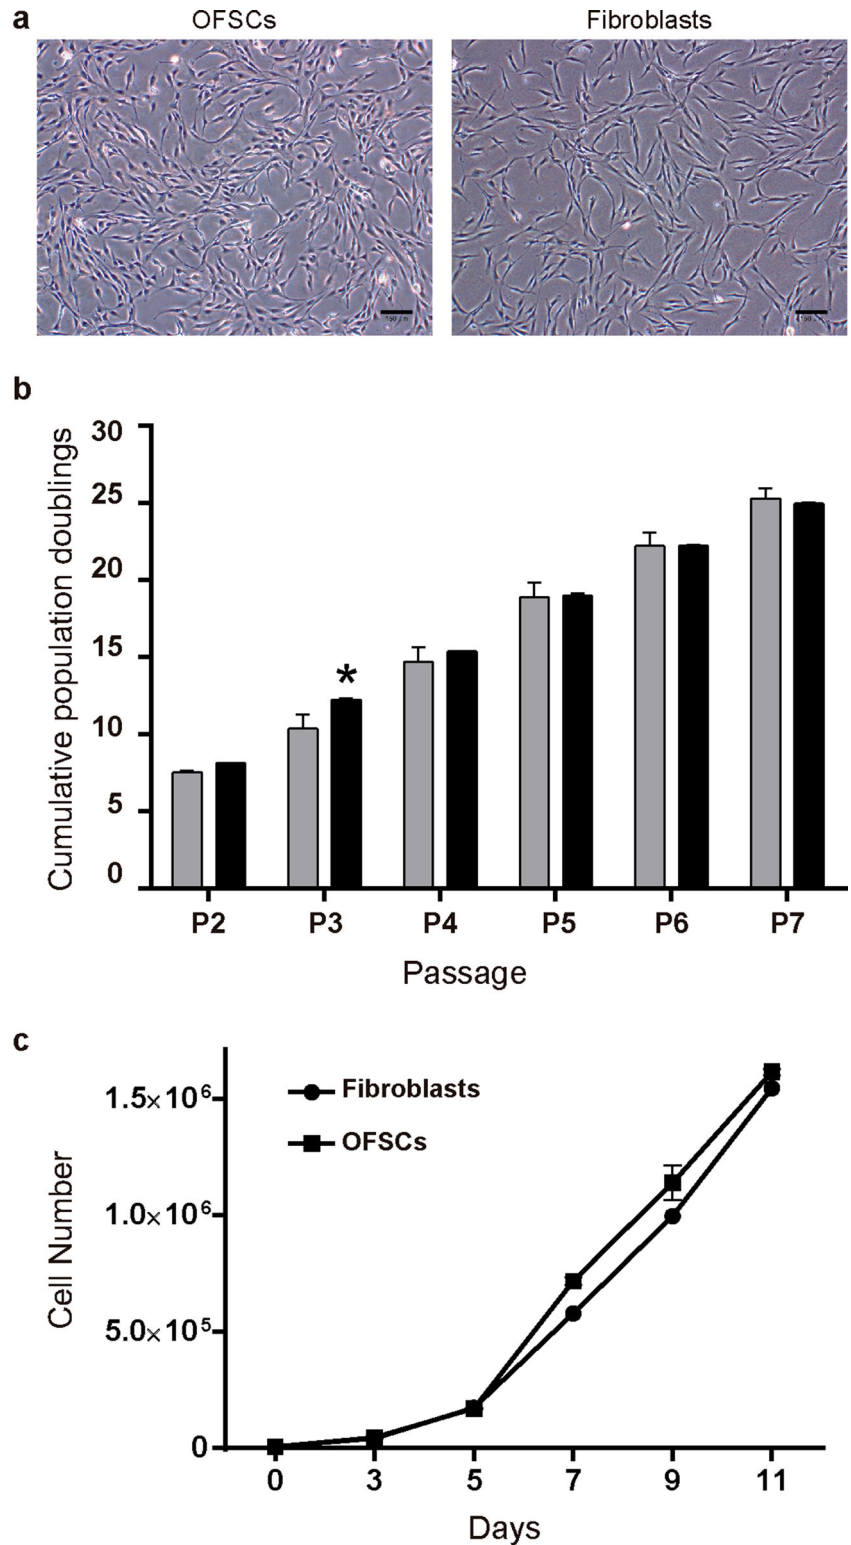 a
OFSCs
Fibroblasts
150 µm
b
Cumulative population doublings
30
25
20
15
10
5
0
*
P2 P3 P4 P5 P6 P7
Passage
c
Cell Number
1.5×10⁶
1.0×10⁶
5.0×10⁵
0
Fibroblasts
OFSCs
0 3 5 7 9 11
Days